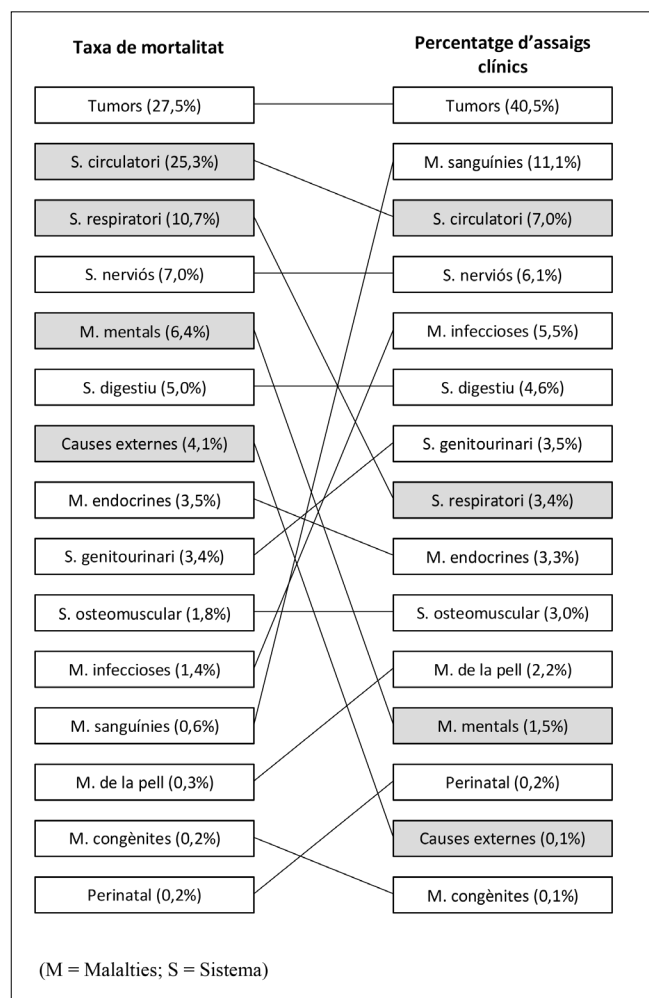 Taxa de mortalitat
Tumors (27,5%)
S. circulatori (25,3%)
S. respiratori (10,7%)
S. nerviós (7,0%)
M. mentals (6,4%)
S. digestiu (5,0%)
Causes externes (4,1%)
M. endocrines (3,5%)
S. genitourinari (3,4%)
S. osteomuscular (1,8%)
M. infeccioses (1,4%)
M. sanguínies (0,6%)
M. de la pell (0,3%)
M. congènites (0,2%)
Perinatal (0,2%)
Percentatge d’assaigs
clínics
Tumors (40,5%)
M. sanguínies (11,1%)
S. circulatori (7,0%)
S. nerviós (6,1%)
M. infeccioses (5,5%)
S. digestiu (4,6%)
S. genitourinari (3,5%)
S. respiratori (3,4%)
M. endocrines (3,3%)
S. osteomuscular (3,0%)
M. de la pell (2,2%)
M. mentals (1,5%)
Perinatal (0,2%)
Causes externes (0,1%)
M. congènites (0,1%)
(M = Malalties; S = Sistema)